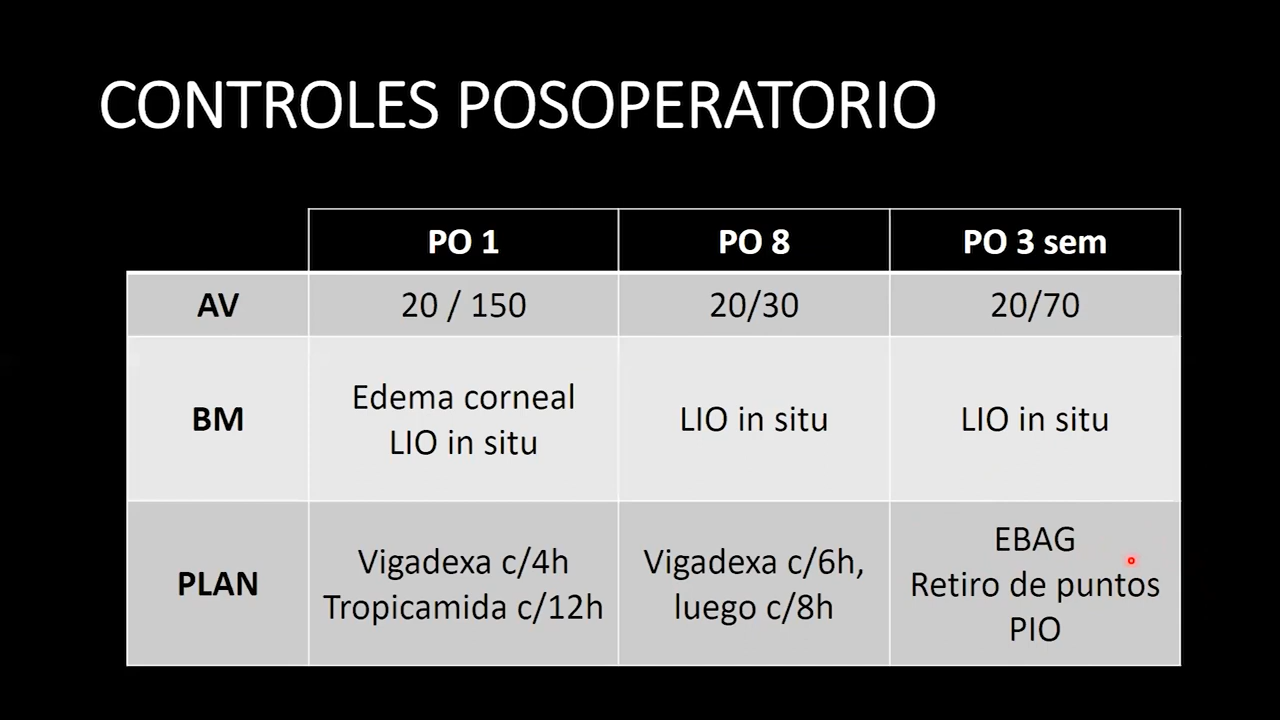 CONTROLES POSOPERATORIO
PO 1 PO 8 PO 3 sem
AV 20 / 150 20/30 20/70
BM Edema corneal LIO in situ LIO in situ LIO in situ
PLAN Vigadexa c/4h Tropicamida c/12h Vigadexa c/6h, luego c/8h EBAG Retiro de puntos PIO